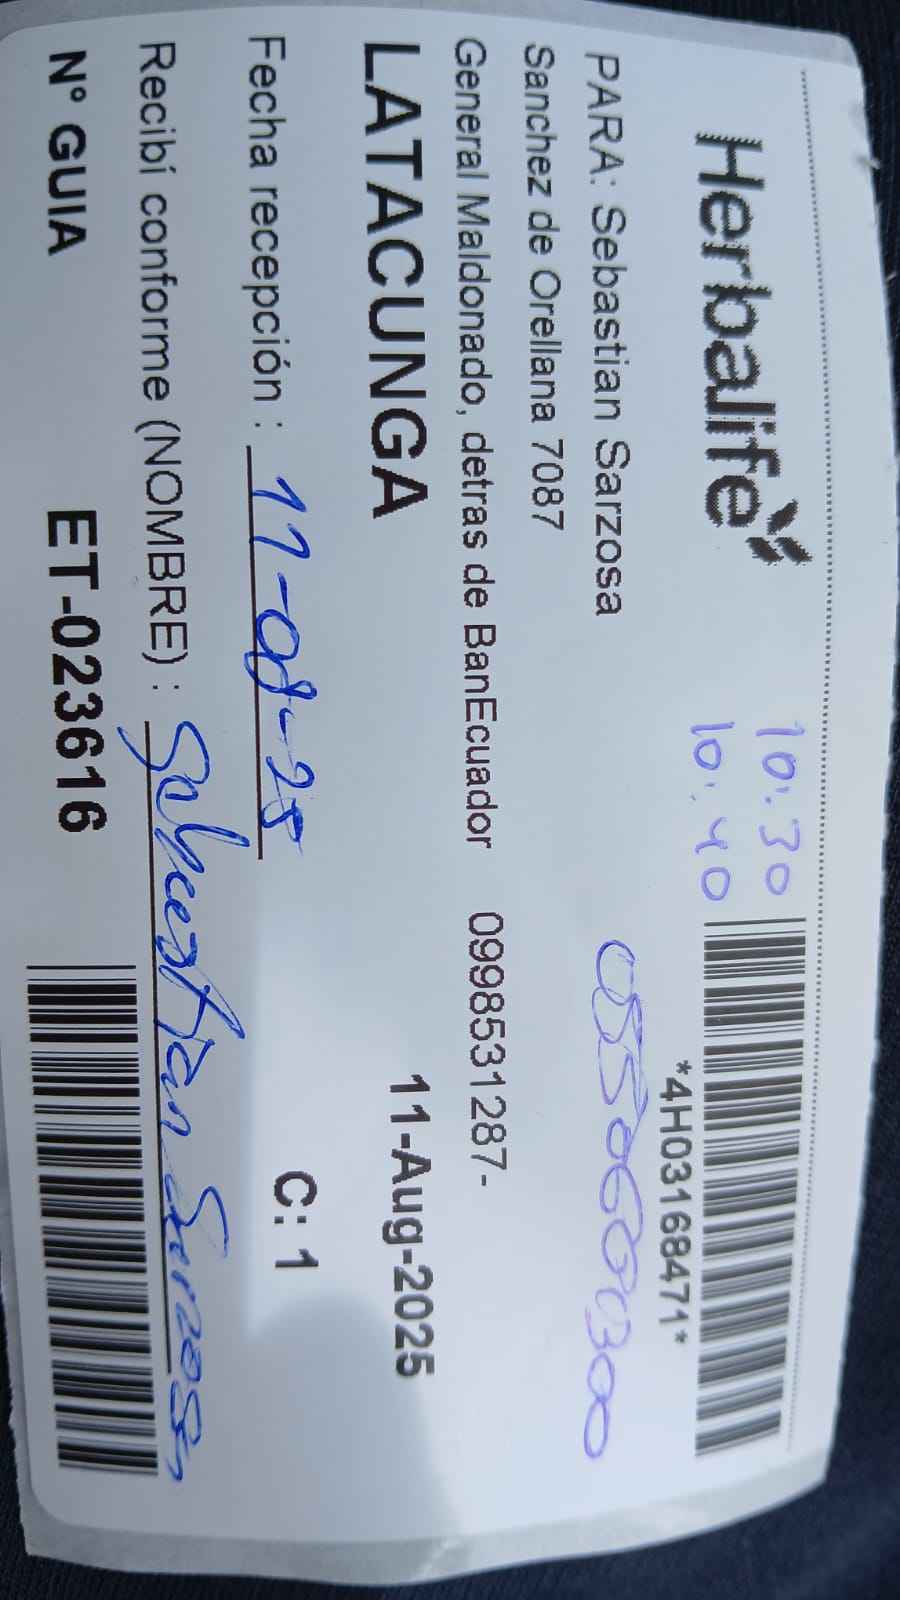 Herbalife
10:30
10:40
*4H03168471*
PARA: Sebastian Sarzosa
0550660300
Sanchez de Orellana 7087
General Maldonado, detras de BanEcuador 0998531287-
LATACUNGA 11-Aug-2025
Fecha recepción : 11-08-25 C: 1
Recibí conforme (NOMBRE) : Sebastian Sarzosa
N° GUIA ET-023616